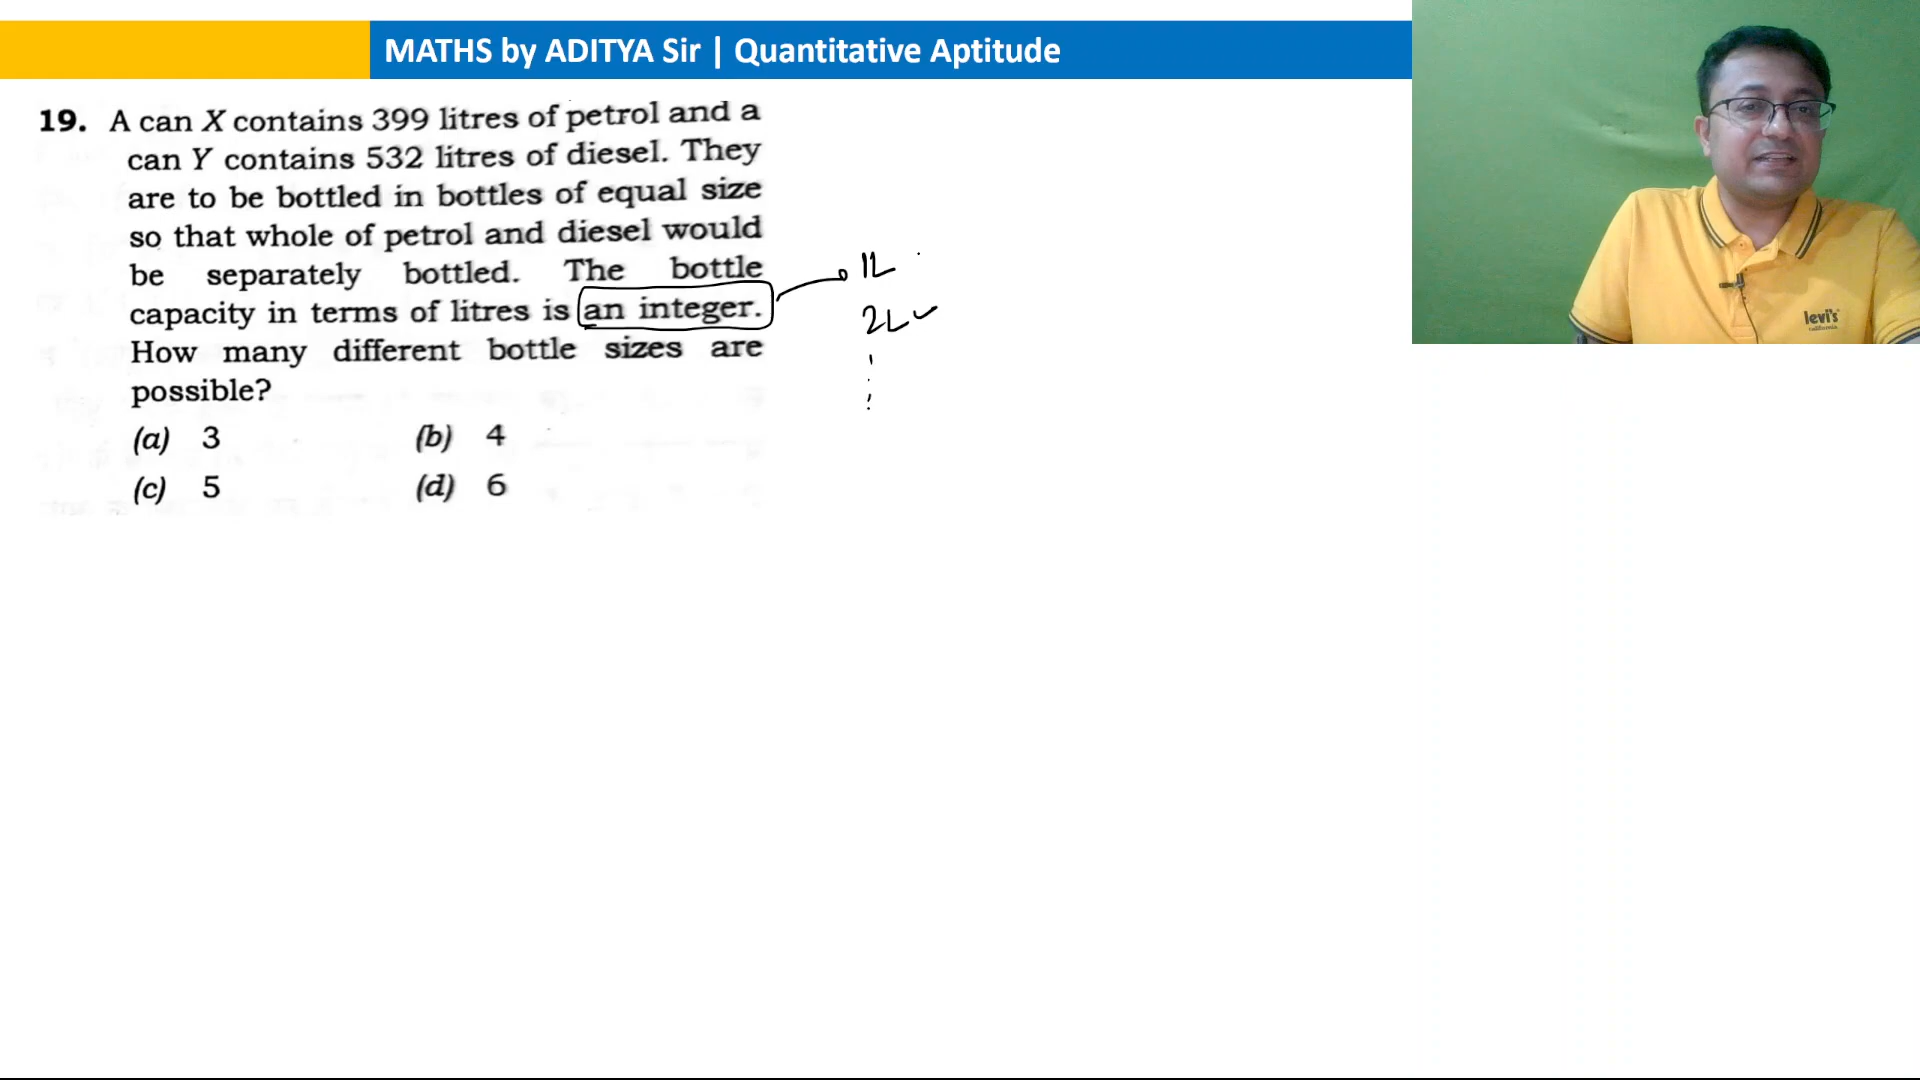 MATHS by ADITYA Sir | Quantitative Aptitude
19. A can X contains 399 litres of petrol and a
can Y contains 532 litres of diesel. They
are to be bottled in bottles of equal size
so that whole of petrol and diesel would
be separately bottled. The bottle
capacity in terms of litres is an integer.
How many different bottle sizes are
possible?
(a) 3 (b) 4
(c) 5 (d) 6
1L
2L
levi's